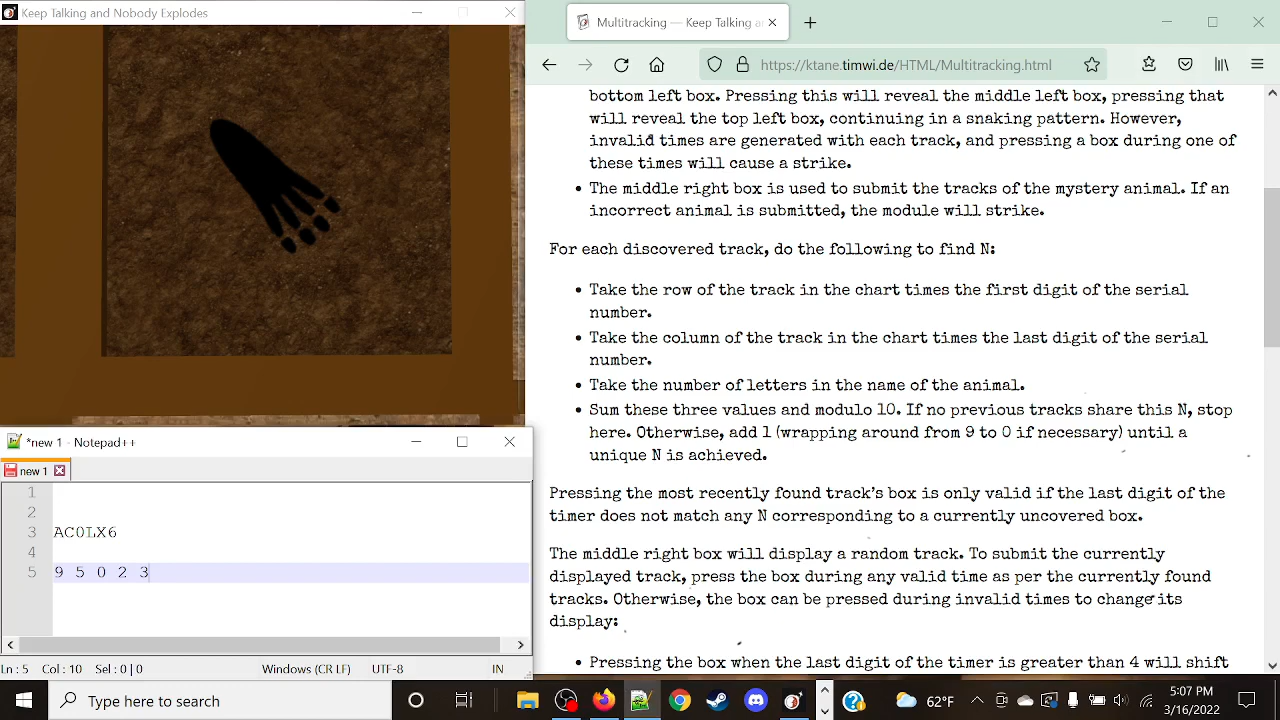 Keep Talking and Nobody Explodes
Multitracking — Keep Talking an
https://ktane.timwi.de/HTML/Multitracking.html
bottom left box. Pressing this will reveal the middle left box, pressing that
will reveal the top left box, continuing in a snaking pattern. However,
invalid times are generated with each track, and pressing a box during one of
these times will cause a strike.
• The middle right box is used to submit the tracks of the mystery animal. If an
incorrect animal is submitted, the module will strike.
For each discovered track, do the following to find N:
• Take the row of the track in the chart times the first digit of the serial
number.
• Take the column of the track in the chart times the last digit of the serial
number.
• Take the number of letters in the name of the animal.
• Sum these three values and modulo 10. If no previous tracks share this N, stop
here. Otherwise, add 1 (wrapping around from 9 to 0 if necessary) until a
unique N is achieved.
Pressing the most recently found track's box is only valid if the last digit of the
timer does not match any N corresponding to a currently uncovered box.
The middle right box will display a random track. To submit the currently
displayed track, press the box during any valid time as per the currently found
tracks. Otherwise, the box can be pressed during invalid times to change its
display:
• Pressing the box when the last digit of the timer is greater than 4 will shift
*new 1 - Notepad++
new 1
1
2
3 AC0LX6
4
5 9 5 0 2 3
Ln : 5 Col : 10 Sel : 0 | 0 Windows (CR LF) UTF-8 IN
Type here to search
62°F
5:07 PM
3/16/2022